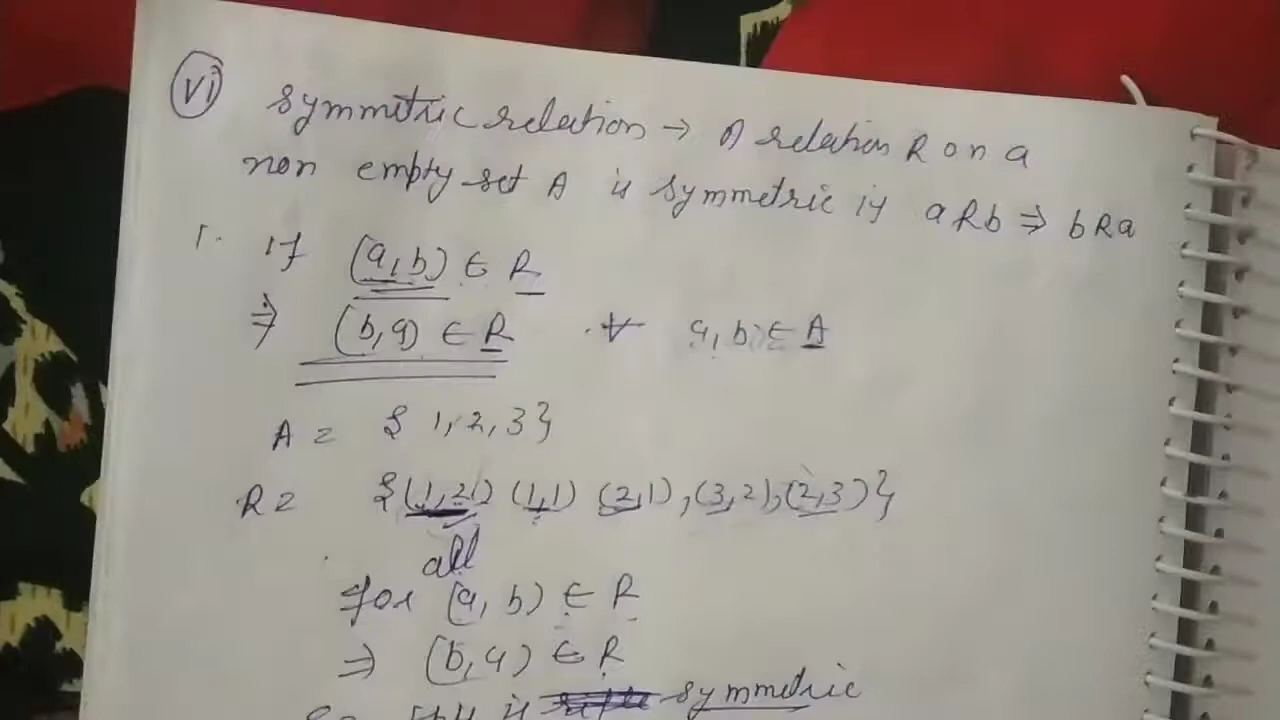 (vi) Symmetric relation → A relation R on a
non empty set A is symmetric if aRb ⇒ bRa
1. If (a,b) ∈ R
⇒ (b,a) ∈ R ∀ a,b ∈ A
A = {1,2,3}
R = {(1,2) (1,1) (2,1),(3,2),(2,3)}
all
for (a,b) ∈ R
⇒ (b,a) ∈ R
is symmetric